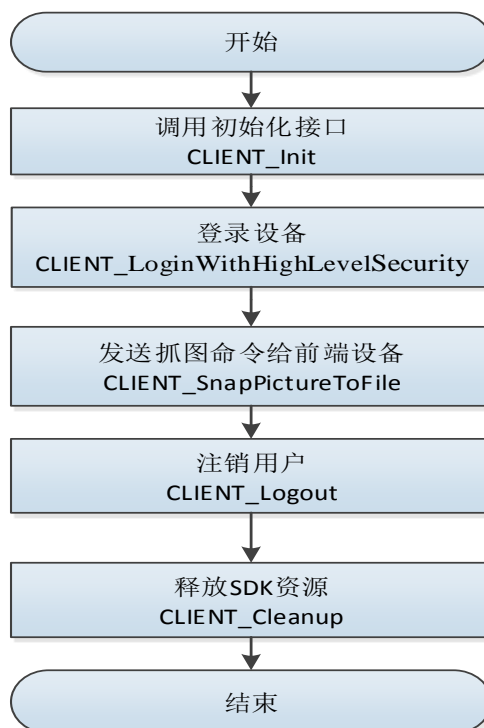 开始
调用初始化接口
CLIENT_Init
登录设备
CLIENT_LoginWithHighLevelSecurity
发送抓图命令给前端设备
CLIENT_SnapPictureToFile
注销用户
CLIENT_Logout
释放SDK资源
CLIENT_Cleanup
结束